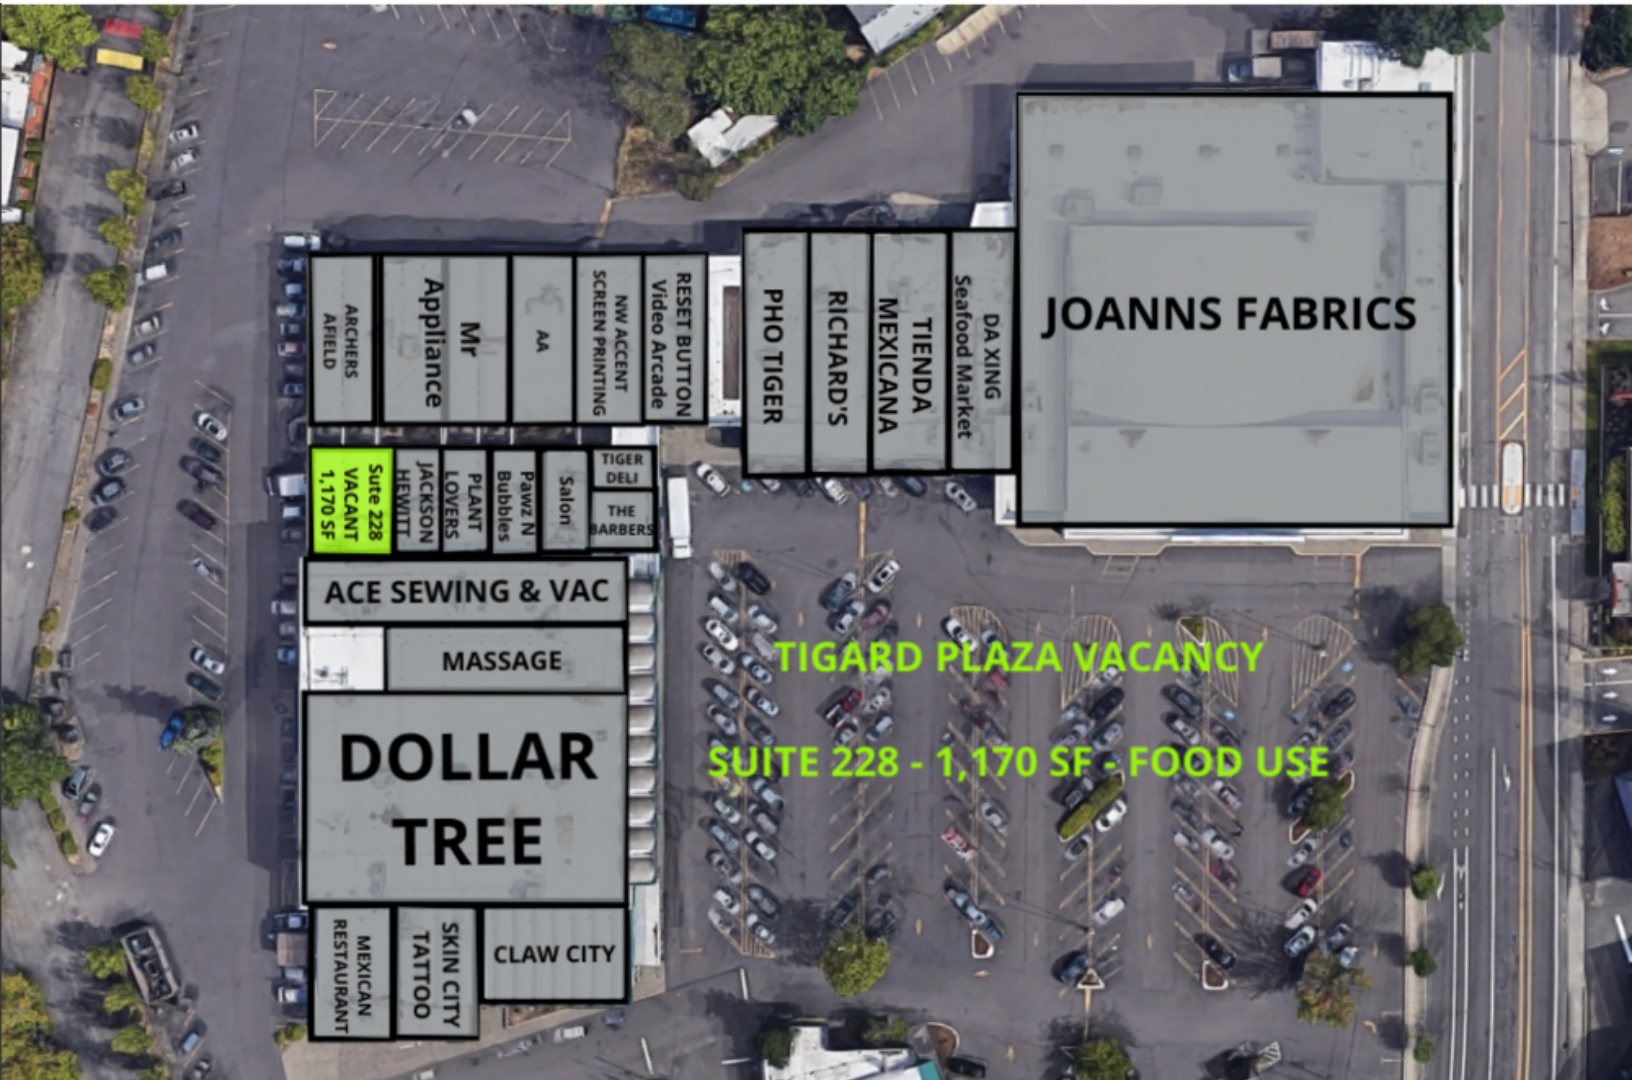 ARCHERS
AFIELD
Mr
Appliance
AA
NW ACCENT
SCREEN PRINTING
RESET BUTTON
Video Arcade
PHO TIGER
RICHARD'S
TIENDA
MEXICANA
DA XING
Seafood Market
JOANNS FABRICS
Sute 228
VACANT
1,170 SF
JACKSON
HEWITT
PLANT
LOVERS
Pawz N
Bubbles
Salon
TIGER
DELI
THE
BARBERS
ACE SEWING & VAC
MASSAGE
TIGARD PLAZA VACANCY
SUITE 228 - 1,170 SF - FOOD USE
DOLLAR
TREE
MEXICAN
RESTAURANT
SKIN CITY
TATTOO
CLAW CITY